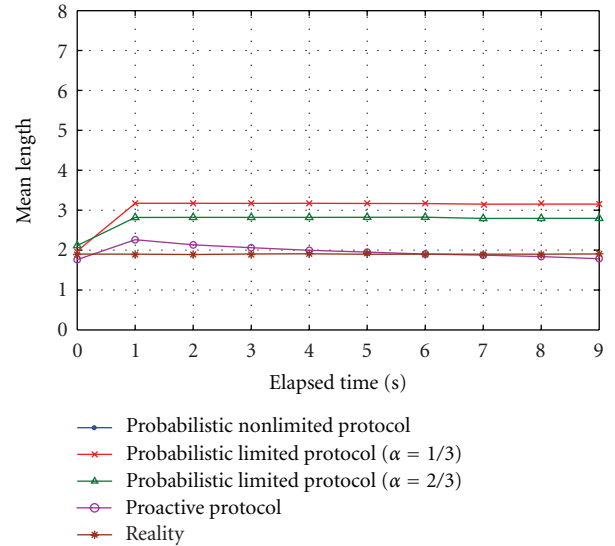 8
7
6
5
4
3
2
1
0
Mean length
0 1 2 3 4 5 6 7 8 9
Elapsed time (s)
Probabilistic nonlimited protocol
Probabilistic limited protocol (α = 1/3)
Probabilistic limited protocol (α = 2/3)
Proactive protocol
Reality